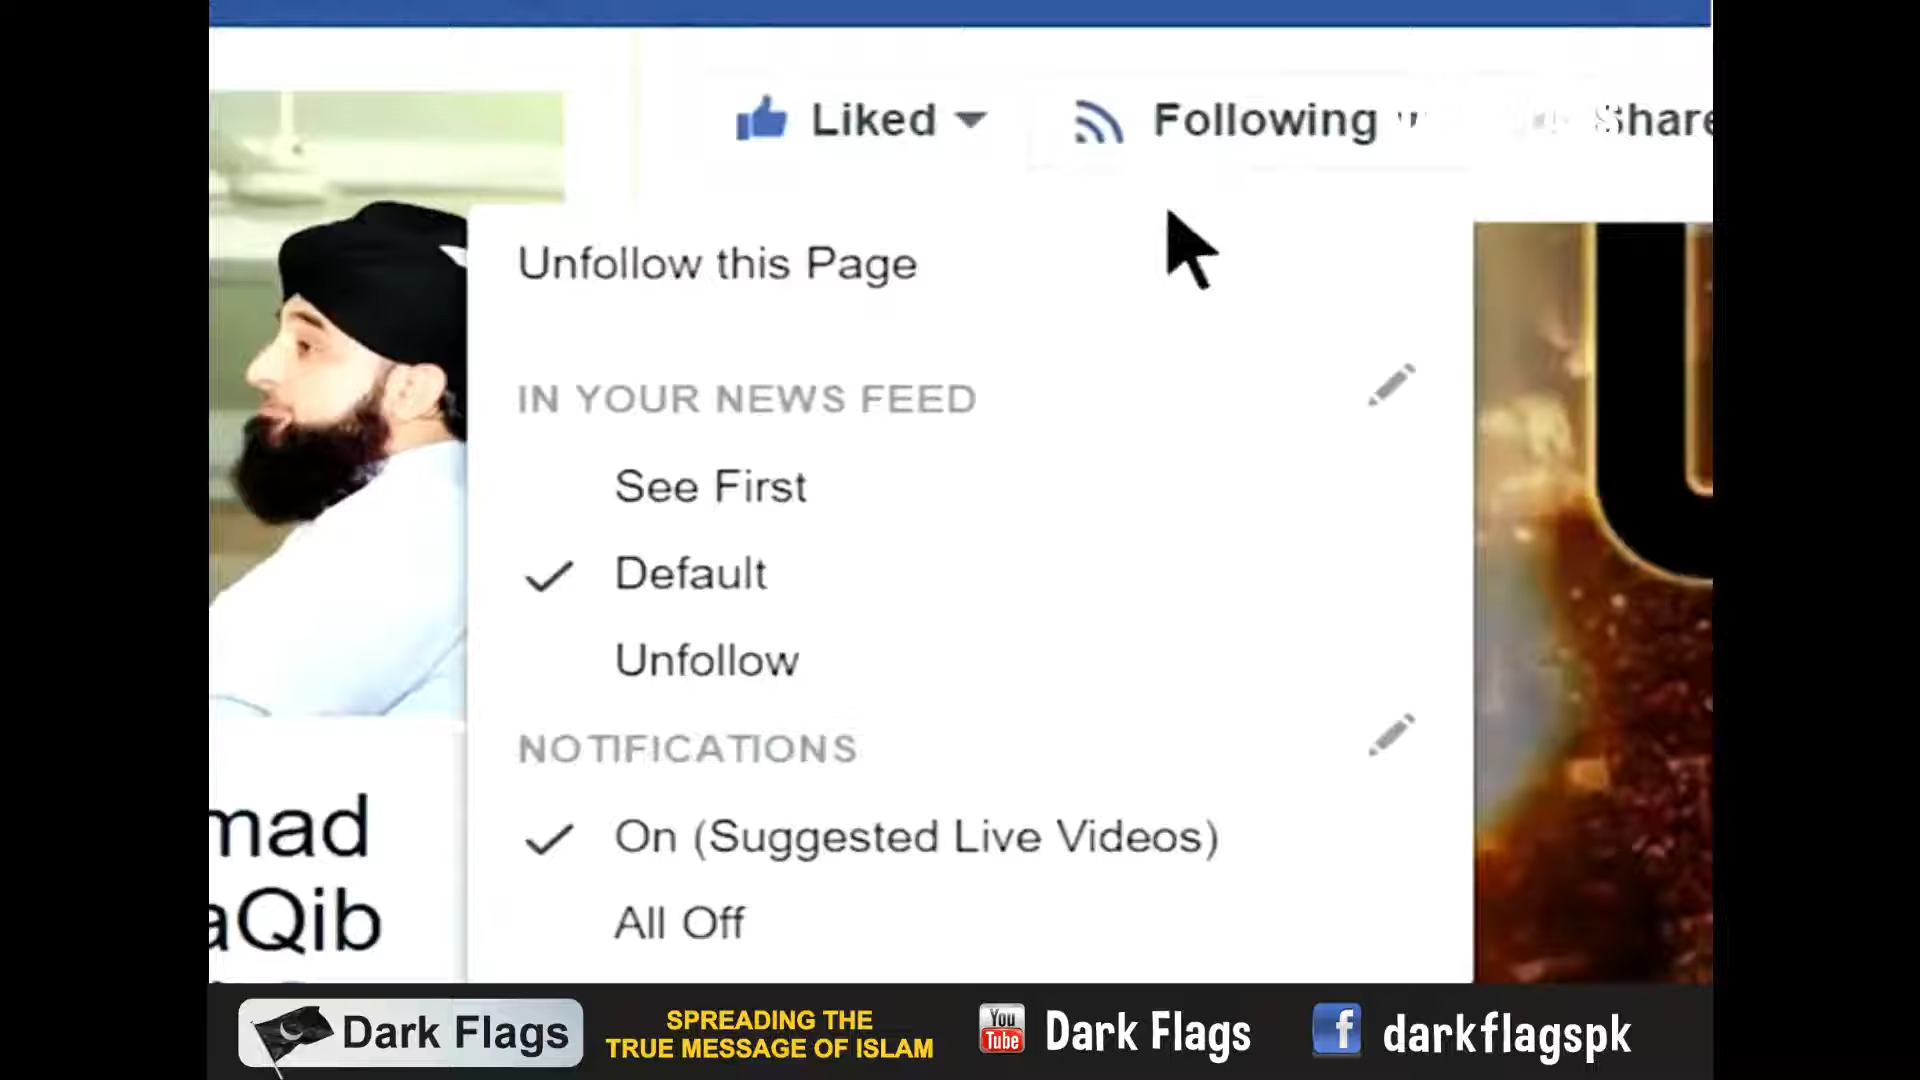 Liked
Following
Share
Unfollow this Page
IN YOUR NEWS FEED
See First
Default
Unfollow
NOTIFICATIONS
On (Suggested Live Videos)
All Off
mad
aQib
Dark Flags
SPREADING THE
TRUE MESSAGE OF ISLAM
You
Tube
Dark Flags
f
darkflagspk